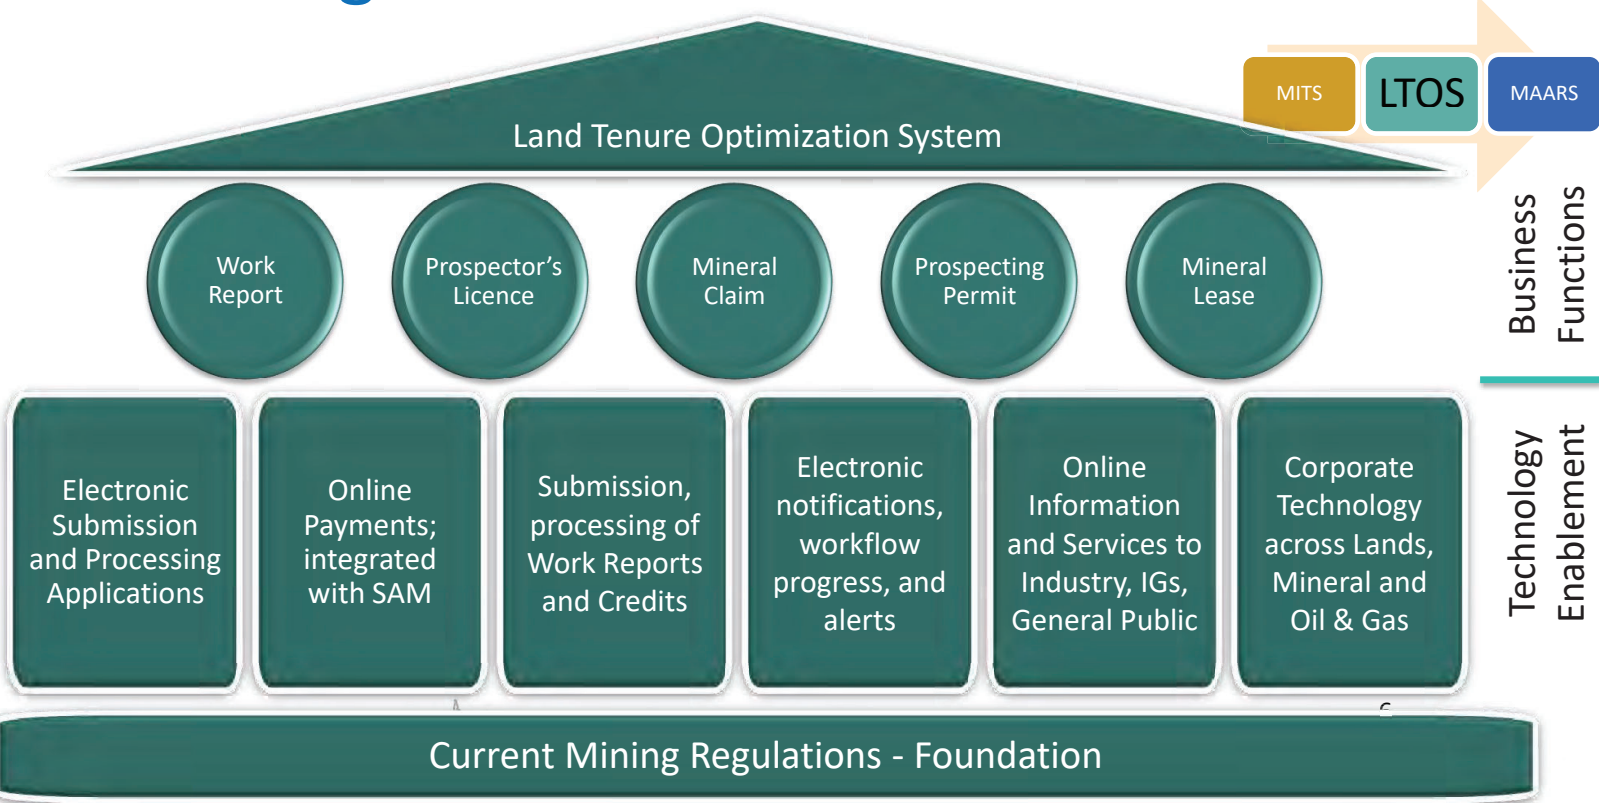 MITS
LTOS
MAARS
Land Tenure Optimization System
Work
Report
Prospector’s
Licence
Mineral
Claim
Prospecting
Permit
Mineral
Lease
Business
Functions
Electronic
Submission
and Processing
Applications
Online
Payments;
integrated
with SAM
Submission,
processing of
Work Reports
and Credits
Electronic
notifications,
workflow
progress, and
alerts
Online
Information
and Services to
Industry, IGs,
General Public
Corporate
Technology
across Lands,
Mineral and
Oil & Gas
Technology
Enablement
Current Mining Regulations - Foundation